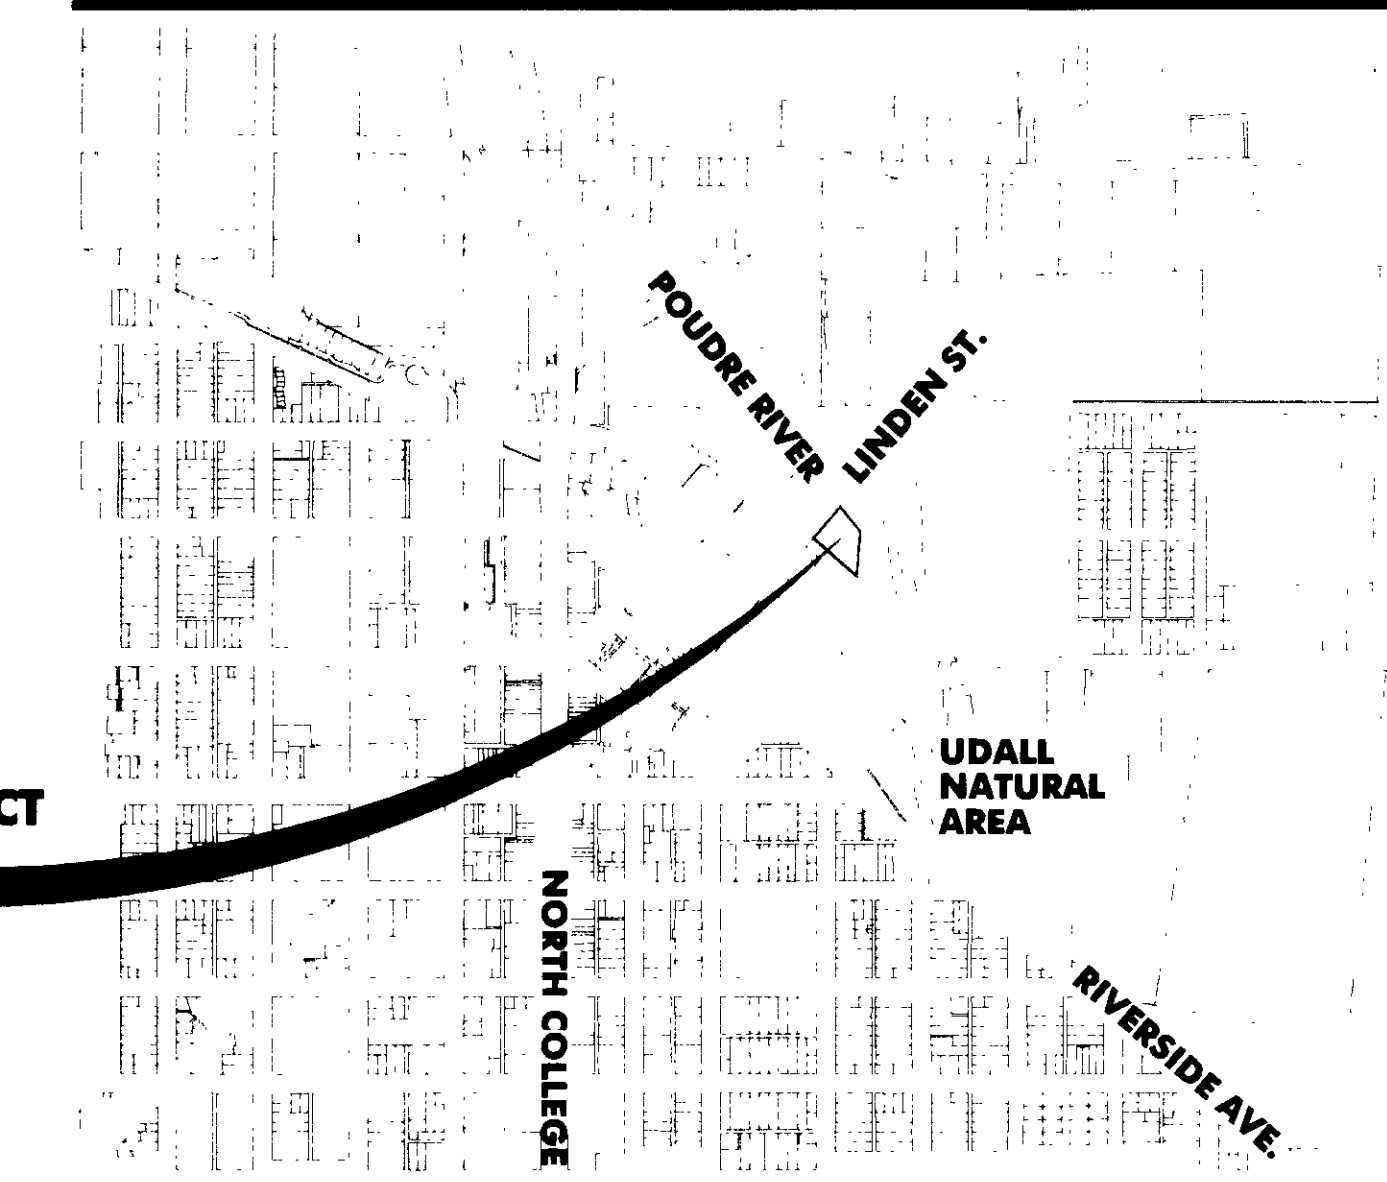 POUDRE RIVER
LINDEN ST.
UDALL
NATURAL
AREA
CT
NORTH COLLEGE
RIVERSIDE AVE.